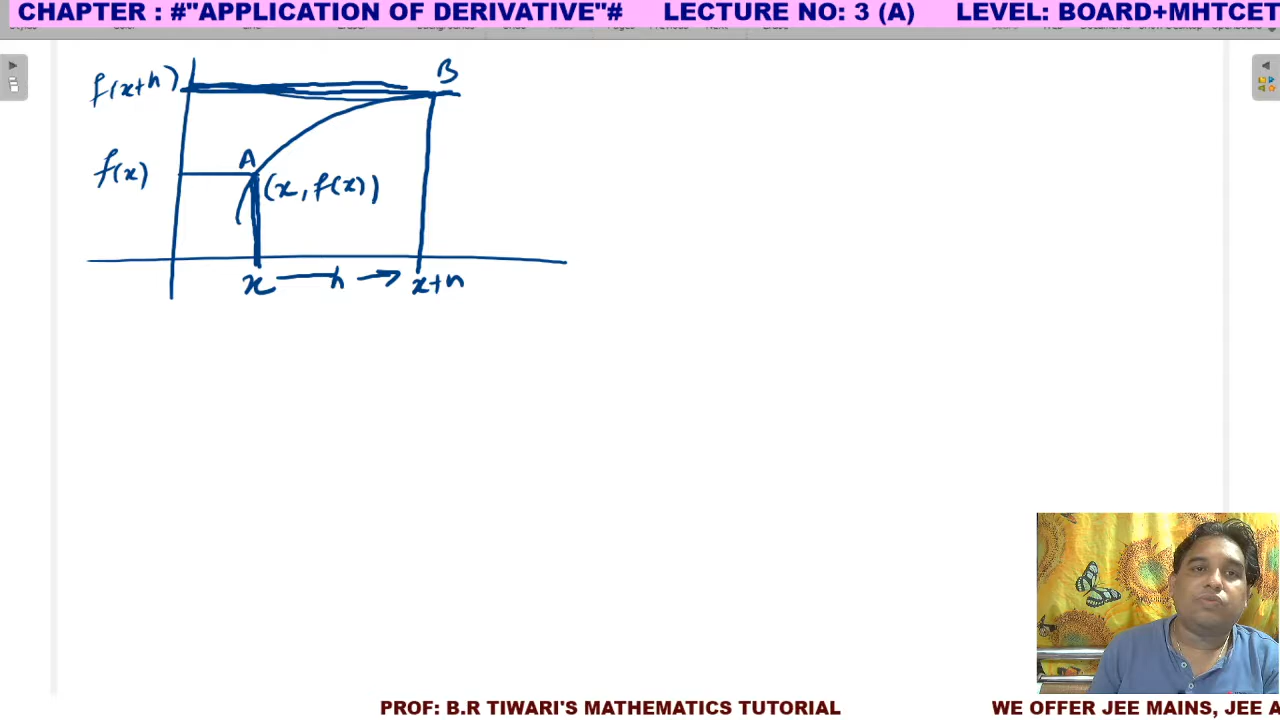 CHAPTER : #"APPLICATION OF DERIVATIVE"# LECTURE NO: 3 (A) LEVEL: BOARD+MHTCET
f(x+h) B
A
f(x) (x, f(x))
x h x+h
PROF: B.R TIWARI'S MATHEMATICS TUTORIAL WE OFFER JEE MAINS, JEE A